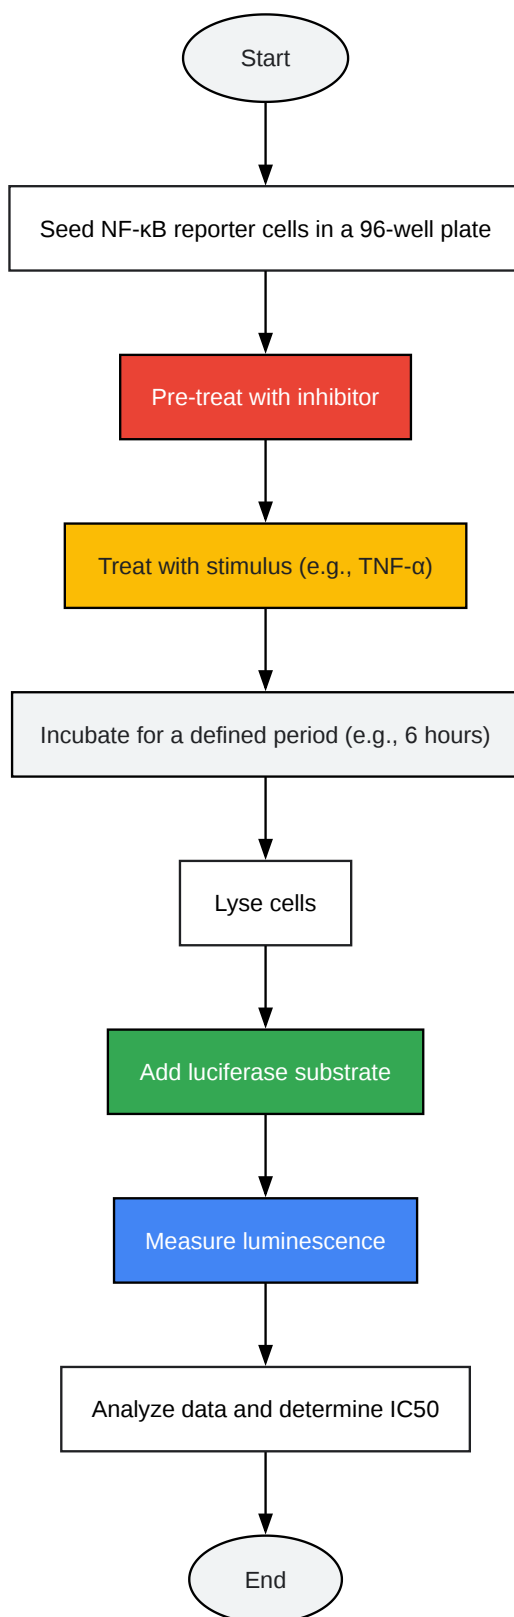 Start
Seed NF-κB reporter cells in a 96-well plate
Pre-treat with inhibitor
Treat with stimulus (e.g., TNF-α)
Incubate for a defined period (e.g., 6 hours)
Lyse cells
Add luciferase substrate
Measure luminescence
Analyze data and determine IC50
End